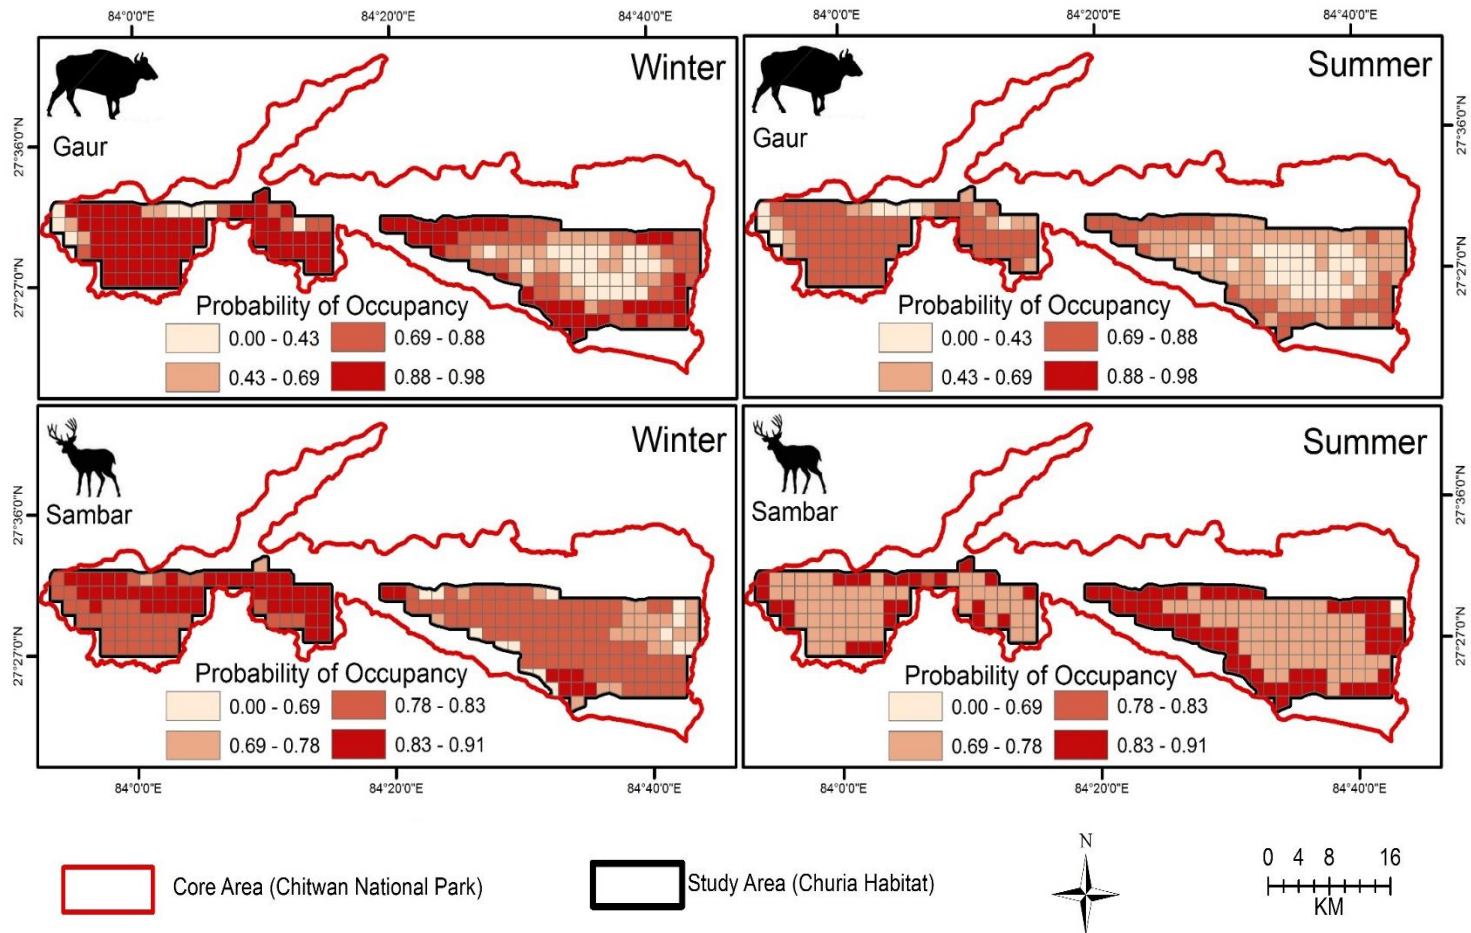 84°0'0"E 84°20'0"E 84°40'0"E 84°0'0"E 84°20'0"E 84°40'0"E
Winter
Gaur
27°36'0"N
27°27'0"N
Probability of Occupancy
0.00 - 0.43 0.69 - 0.88
0.43 - 0.69 0.88 - 0.98
Summer
Gaur
27°36'0"N
27°27'0"N
Probability of Occupancy
0.00 - 0.43 0.69 - 0.88
0.43 - 0.69 0.88 - 0.98
Winter
Sambar
27°36'0"N
27°27'0"N
Probability of Occupancy
0.00 - 0.69 0.78 - 0.83
0.69 - 0.78 0.83 - 0.91
Summer
Sambar
27°36'0"N
27°27'0"N
Probability of Occupancy
0.00 - 0.69 0.78 - 0.83
0.69 - 0.78 0.83 - 0.91
84°0'0"E 84°20'0"E 84°40'0"E 84°0'0"E 84°20'0"E 84°40'0"E
Core Area (Chitwan National Park)
Study Area (Churia Habitat)
N
0 4 8 16
KM